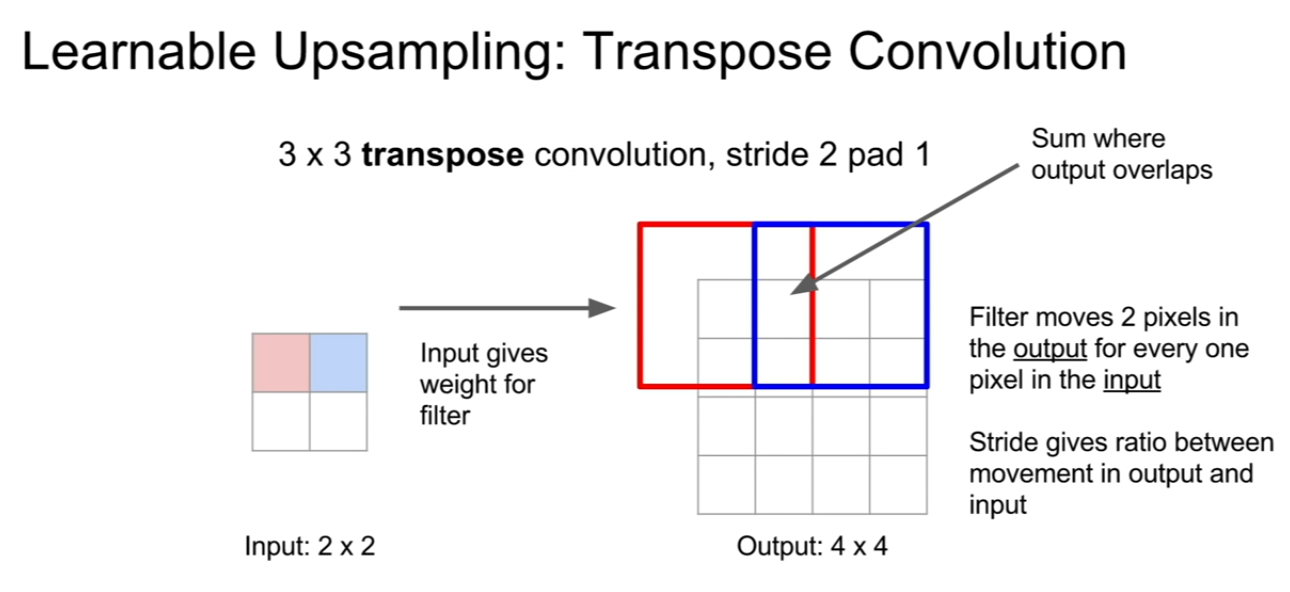 Learnable Upsampling: Transpose Convolution
3 x 3 transpose convolution, stride 2 pad 1
Sum where
output overlaps
Input gives
weight for
filter
Filter moves 2 pixels in
the output for every one
pixel in the input
Stride gives ratio between
movement in output and
input
Input: 2 x 2
Output: 4 x 4